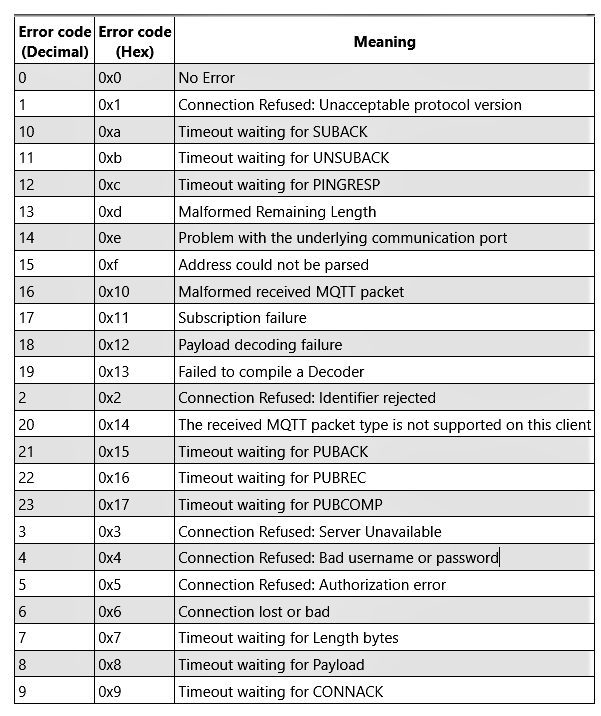 Error code (Decimal) Error code (Hex) Meaning
0 0x0 No Error
1 0x1 Connection Refused: Unacceptable protocol version
10 0xa Timeout waiting for SUBACK
11 0xb Timeout waiting for UNSUBACK
12 0xc Timeout waiting for PINGRESP
13 0xd Malformed Remaining Length
14 0xe Problem with the underlying communication port
15 0xf Address could not be parsed
16 0x10 Malformed received MQTT packet
17 0x11 Subscription failure
18 0x12 Payload decoding failure
19 0x13 Failed to compile a Decoder
2 0x2 Connection Refused: Identifier rejected
20 0x14 The received MQTT packet type is not supported on this client
21 0x15 Timeout waiting for PUBACK
22 0x16 Timeout waiting for PUBREC
23 0x17 Timeout waiting for PUBCOMP
3 0x3 Connection Refused: Server Unavailable
4 0x4 Connection Refused: Bad username or password
5 0x5 Connection Refused: Authorization error
6 0x6 Connection lost or bad
7 0x7 Timeout waiting for Length bytes
8 0x8 Timeout waiting for Payload
9 0x9 Timeout waiting for CONNACK